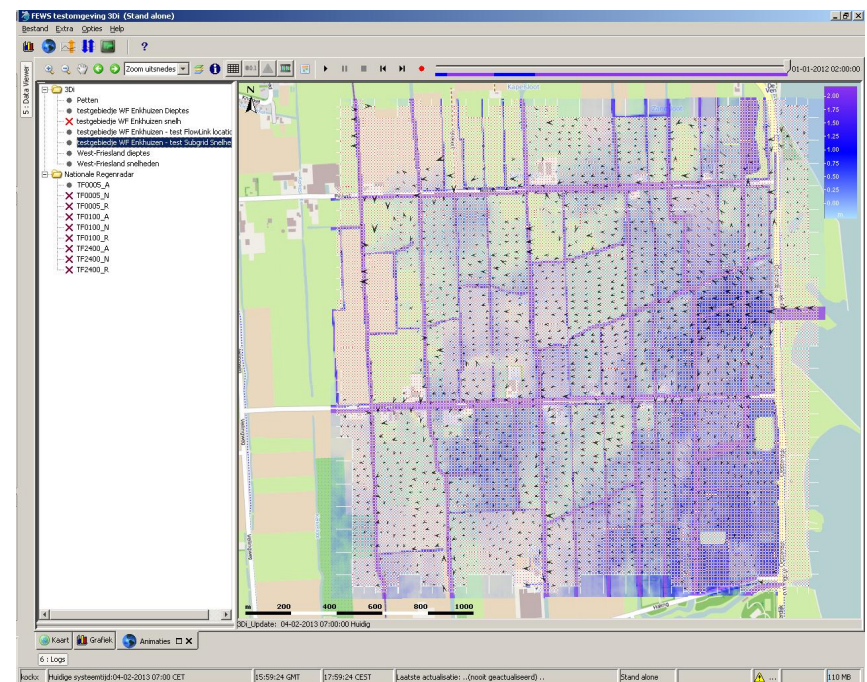 FEWS testomgeving 3Di (Stand alone)
Bestand Extra Opties Help
?
Zoom uitsnedes
01-01-2012 02:00:00
5 : Data Viewer
3Di
Petten
testgebiedje WF Enkhuizen Dieptes
testgebiedje WF Enkhuizen snelh
testgebiedje WF Enkhuizen - test FlowLink locatic
testgebiedje WF Enkhuizen - test Subgrid Snelhe
West-Friesland dieptes
West-Friesland snelheden
Nationale Regenradar
TF0005_A
TF0005_N
TF0005_R
TF0100_A
TF0100_N
TF0100_R
TF2400_A
TF2400_N
TF2400_R
N
2.00
1.75
1.50
1.25
1.00
0.75
0.50
0.25
0.00
m 200 400 600 800 1000
3Di_Update: 04-02-2013 07:00:00 Huidig
Kaart Grafiek Animaties
6 : Logs
kockx Huidige systeemtijd:04-02-2013 07:00 CET 15:59:24 GMT 17:59:24 CEST Laatste actualisatie: ..(nooit geactualiseerd) .. Stand alone ... 110 MB